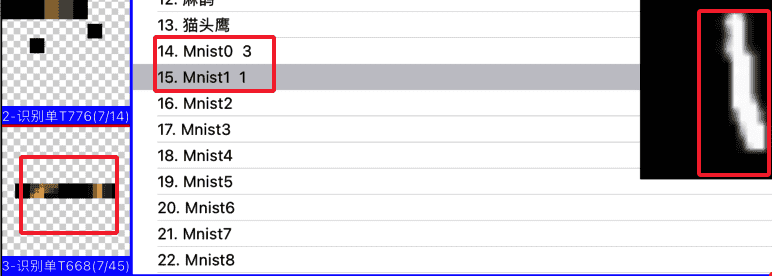 13. 猫头鹰
14. Mnist0 3
15. Mnist1 1
16. Mnist2
17. Mnist3
18. Mnist4
19. Mnist5
20. Mnist6
21. Mnist7
22. Mnist8
2-识别单T776(7/14)
3-识别单T668(7/45)